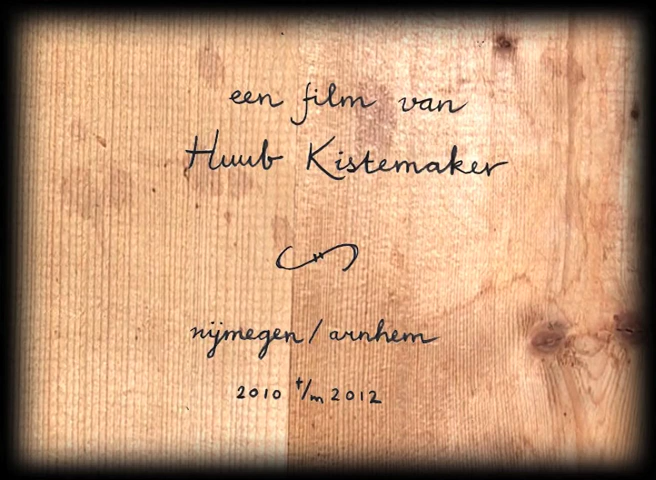 een film van
Huub Kistemaker
nijmegen / arnhem
2010 t/m 2012